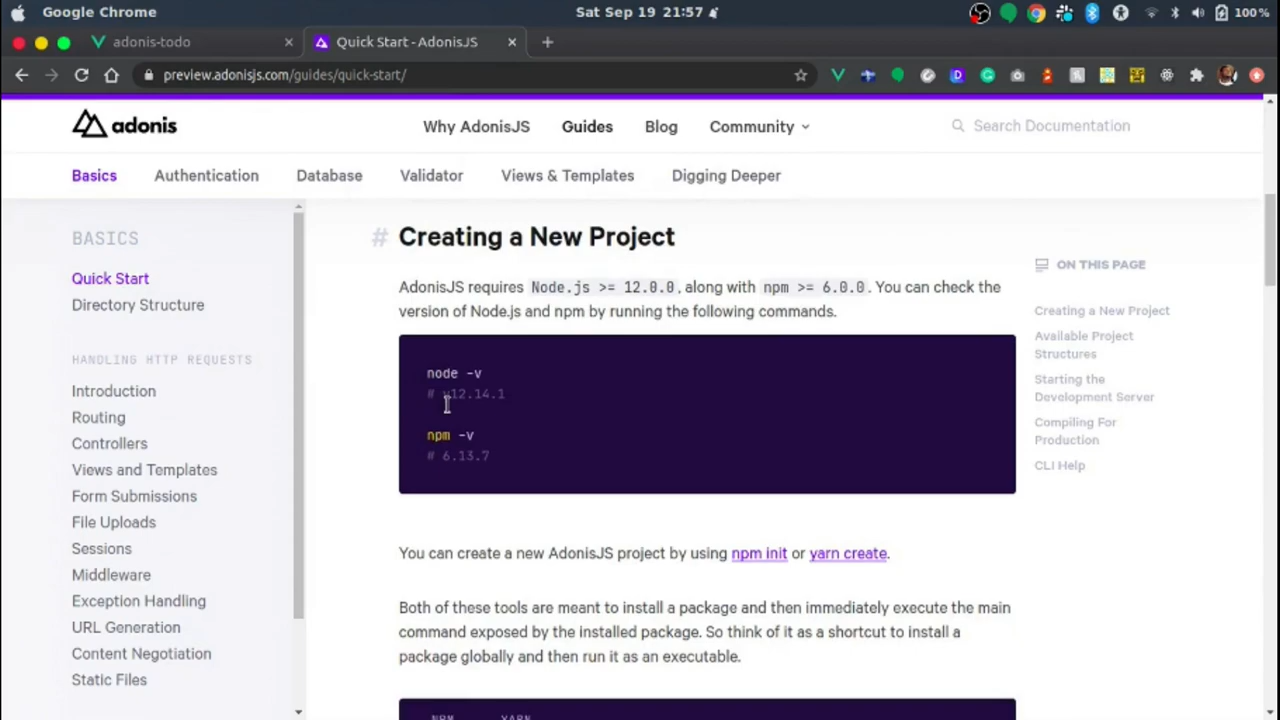 Google Chrome
Sat Sep 19 21:57
100%
adonis-todo
Quick Start - AdonisJS
preview.adonisjs.com/guides/quick-start/
adonis
Why AdonisJS
Guides
Blog
Community
Search Documentation
Basics
Authentication
Database
Validator
Views & Templates
Digging Deeper
BASICS
Quick Start
Directory Structure
HANDLING HTTP REQUESTS
Introduction
Routing
Controllers
Views and Templates
Form Submissions
File Uploads
Sessions
Middleware
Exception Handling
URL Generation
Content Negotiation
Static Files
# Creating a New Project
AdonisJS requires Node.js >= 12.0.0, along with npm >= 6.0.0. You can check the
version of Node.js and npm by running the following commands.
node -v
# v12.14.1
npm -v
# 6.13.7
You can create a new AdonisJS project by using npm init or yarn create.
Both of these tools are meant to install a package and then immediately execute the main
command exposed by the installed package. So think of it as a shortcut to install a
package globally and then run it as an executable.
NPM YARN
ON THIS PAGE
Creating a New Project
Available Project
Structures
Starting the
Development Server
Compiling For
Production
CLI Help